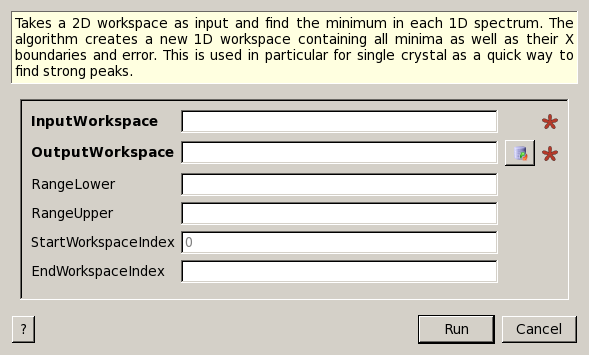 Takes a 2D workspace as input and find the minimum in each 1D spectrum. The
algorithm creates a new 1D workspace containing all minima as well as their X
boundaries and error. This is used in particular for single crystal as a quick way to
find strong peaks.
InputWorkspace
OutputWorkspace
RangeLower
RangeUpper
StartWorkspaceIndex 0
EndWorkspaceIndex
? Run Cancel